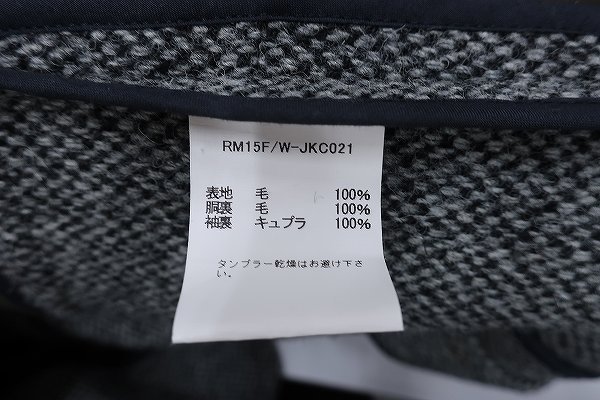 RM15F/W-JKC021
表地 毛 100%
胴裏 毛 100%
袖裏 キュプラ 100%
タンブラー乾燥はお避け下さ
い。